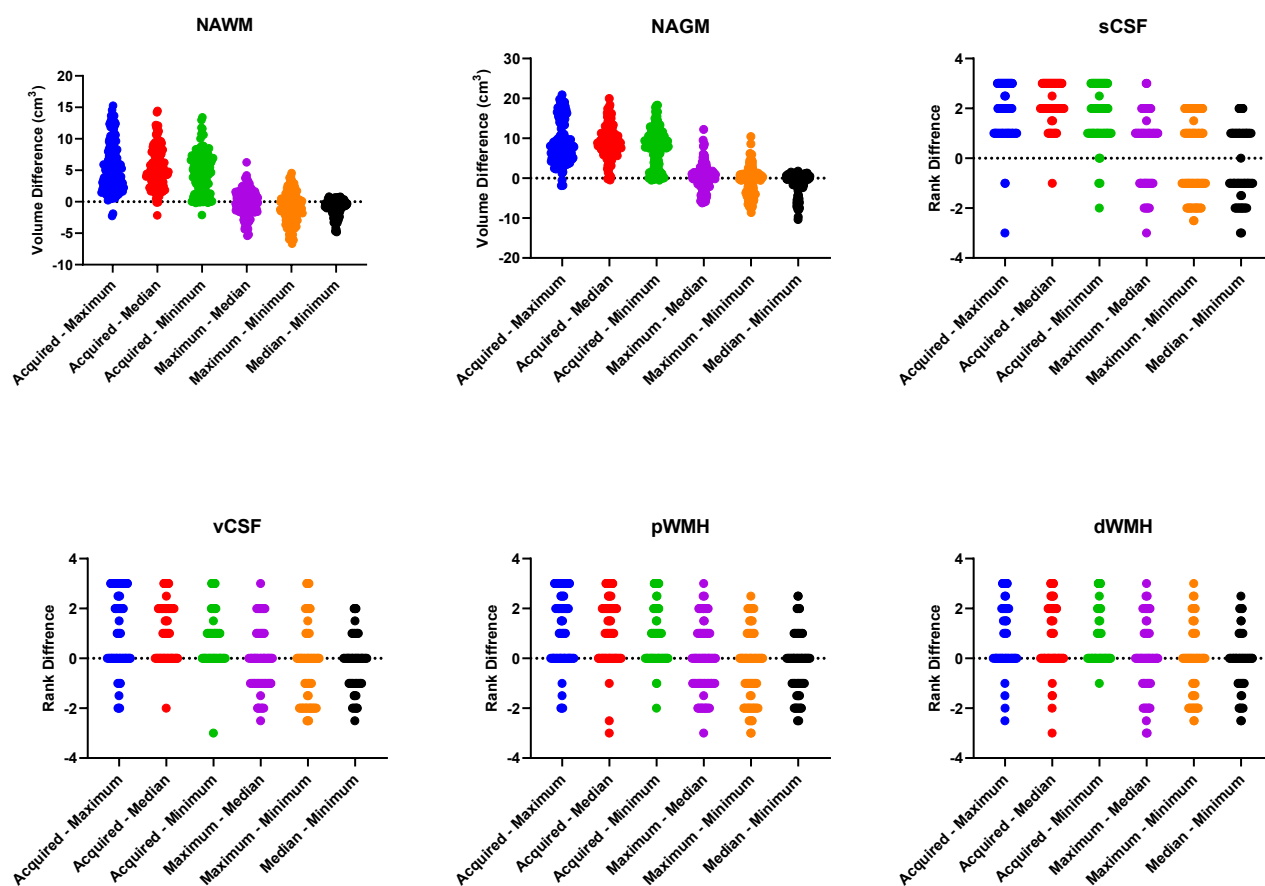 NAWM
Volume Difference (cm³)
20
15
10
5
0
-5
-10
Acquired - Maximum
Acquired - Median
Acquired - Minimum
Maximum - Median
Maximum - Minimum
Median - Minimum
NAGM
Volume Difference (cm³)
30
20
10
0
-10
-20
Acquired - Maximum
Acquired - Median
Acquired - Minimum
Maximum - Median
Maximum - Minimum
Median - Minimum
sCSF
Rank Diffrence
4
2
0
-2
-4
Acquired - Maximum
Acquired - Median
Acquired - Minimum
Maximum - Median
Maximum - Minimum
Median - Minimum
vCSF
Rank Diffrence
4
2
0
-2
-4
Acquired - Maximum
Acquired - Median
Acquired - Minimum
Maximum - Median
Maximum - Minimum
Median - Minimum
pWMH
Rank Diffrence
4
2
0
-2
-4
Acquired - Maximum
Acquired - Median
Acquired - Minimum
Maximum - Median
Maximum - Minimum
Median - Minimum
dWMH
Rank Diffrence
4
2
0
-2
-4
Acquired - Maximum
Acquired - Median
Acquired - Minimum
Maximum - Median
Maximum - Minimum
Median - Minimum